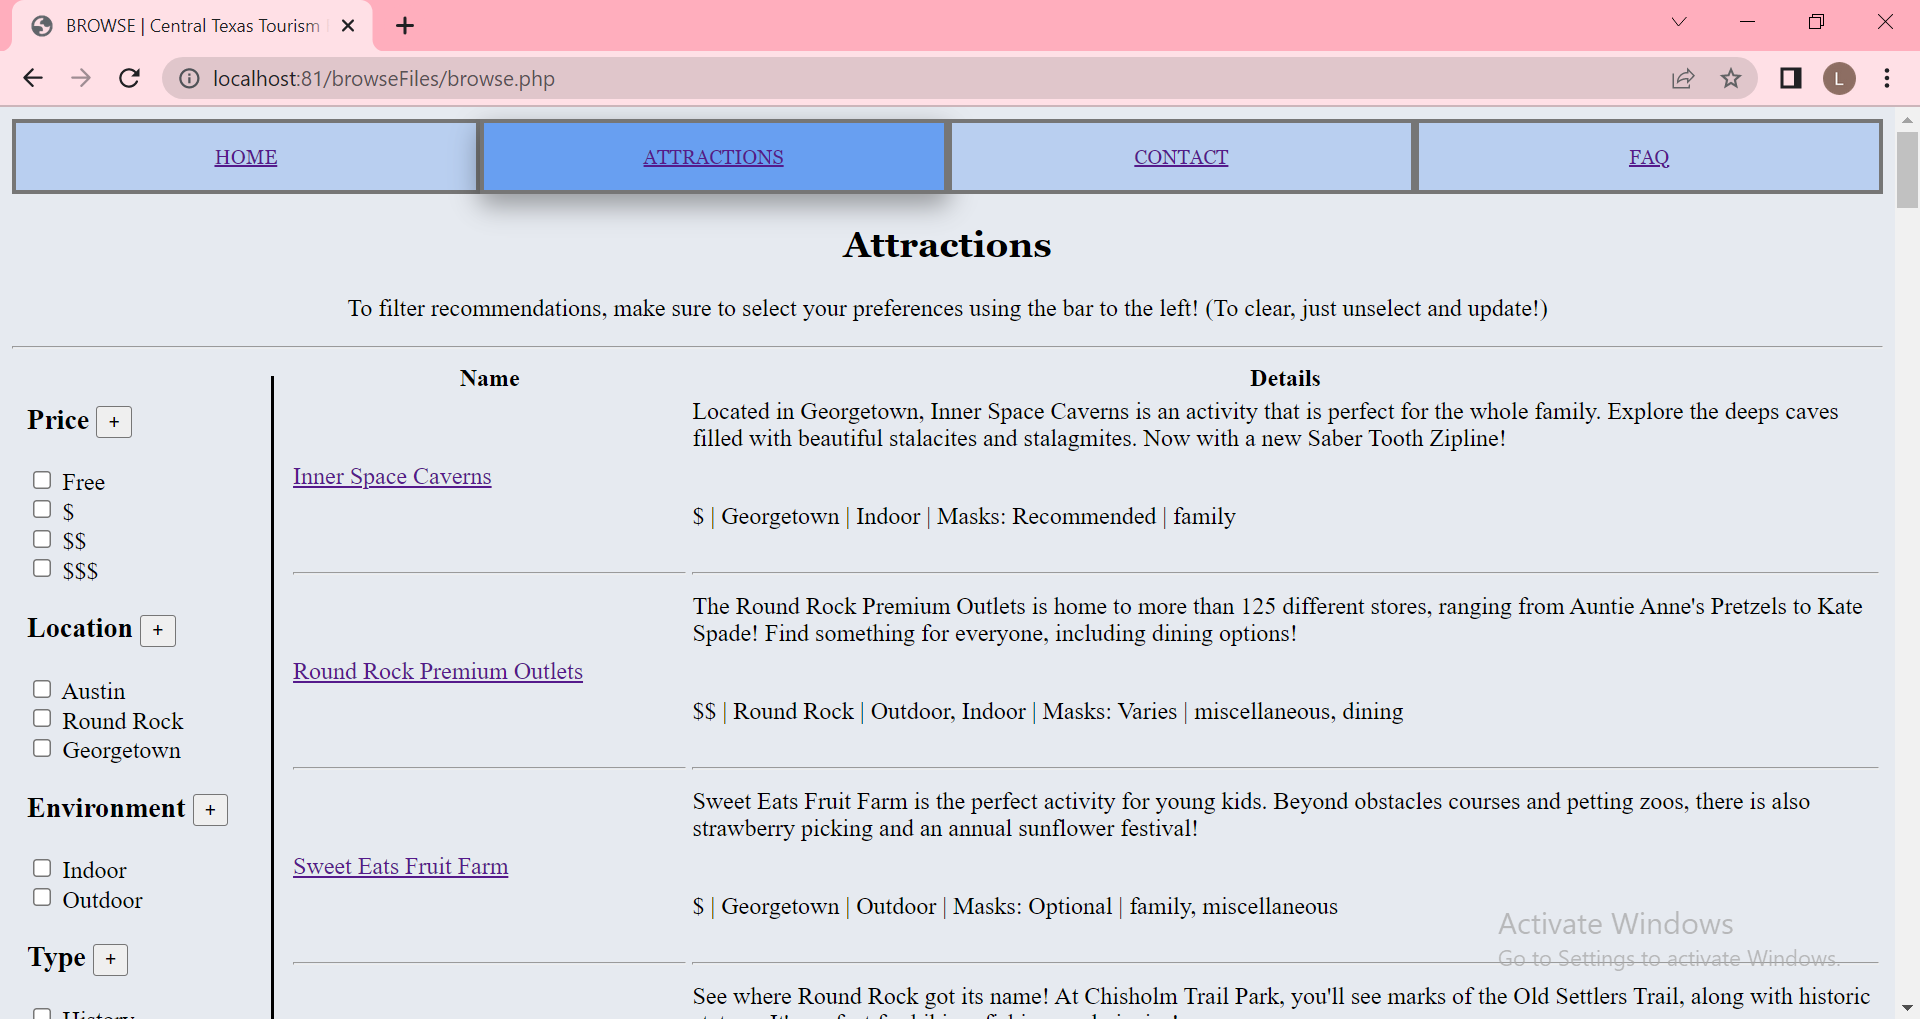 BROWSE | Central Texas Tourism
localhost:81/browseFiles/browse.php
L
HOME ATTRACTIONS CONTACT FAQ
Attractions
To filter recommendations, make sure to select your preferences using the bar to the left! (To clear, just unselect and update!)
Price +
Free
$
$$
$$$
Location +
Austin
Round Rock
Georgetown
Environment +
Indoor
Outdoor
Type +
History
Name Details
Inner Space Caverns
Located in Georgetown, Inner Space Caverns is an activity that is perfect for the whole family. Explore the deeps caves
filled with beautiful stalacites and stalagmites. Now with a new Saber Tooth Zipline!
$ | Georgetown | Indoor | Masks: Recommended | family
Round Rock Premium Outlets
The Round Rock Premium Outlets is home to more than 125 different stores, ranging from Auntie Anne's Pretzels to Kate
Spade! Find something for everyone, including dining options!
$$ | Round Rock | Outdoor, Indoor | Masks: Varies | miscellaneous, dining
Sweet Eats Fruit Farm
Sweet Eats Fruit Farm is the perfect activity for young kids. Beyond obstacles courses and petting zoos, there is also
strawberry picking and an annual sunflower festival!
$ | Georgetown | Outdoor | Masks: Optional | family, miscellaneous
See where Round Rock got its name! At Chisholm Trail Park, you'll see marks of the Old Settlers Trail, along with historic
Activate Windows
Go to Settings to activate Windows.